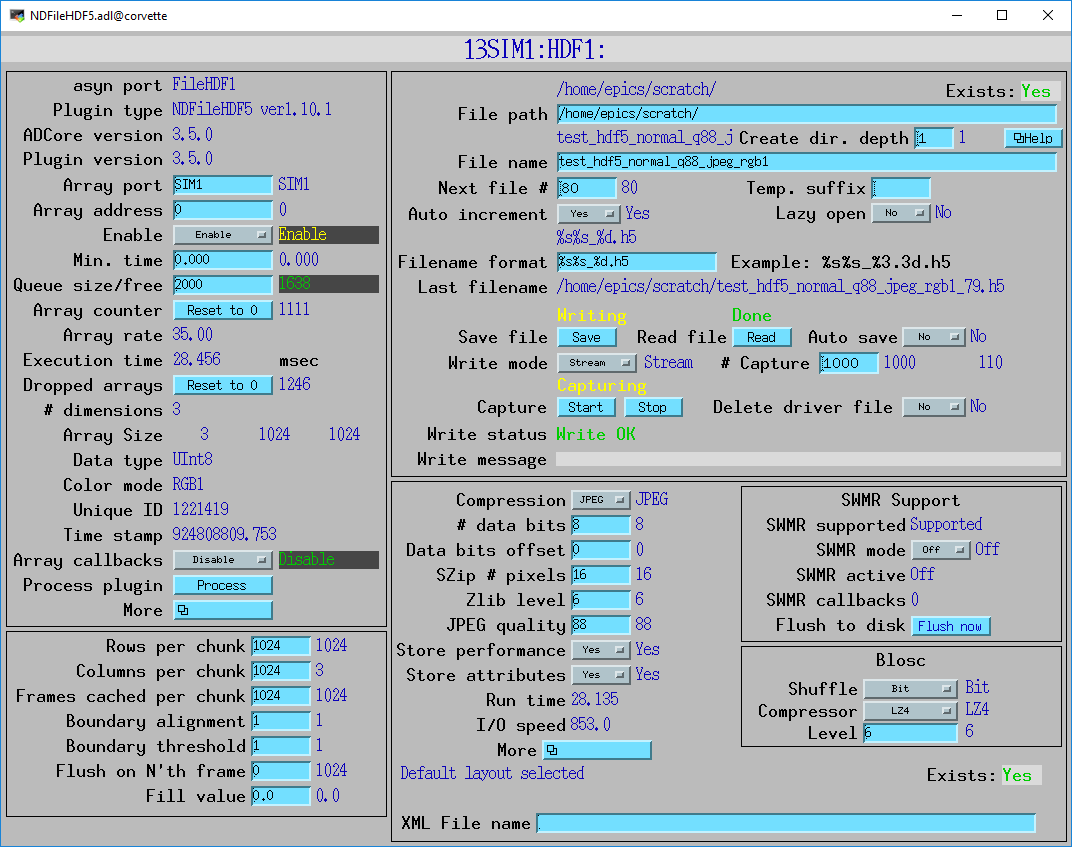 NDFileHDF5.adl@corvette
13SIM1:HDF1:
asyn port FileHDF1
Plugin type NDFileHDF5 ver1.10.1
ADCore version 3.5.0
Plugin version 3.5.0
Array port SIM1 SIM1
Array address 0 0
Enable Enable Enable
Min. time 0.000 0.000
Queue size/free 2000 1638
Array counter Reset to 0 1111
Array rate 35.00
Execution time 28.456 msec
Dropped arrays Reset to 0 1246
# dimensions 3
Array Size 3 1024 1024
Data type UInt8
Color mode RGB1
Unique ID 1221419
Time stamp 924808809.753
Array callbacks Disable Disable
Process plugin Process
More
Rows per chunk 1024 1024
Columns per chunk 1024 3
Frames cached per chunk 1024 1024
Boundary alignment 1 1
Boundary threshold 1 1
Flush on N'th frame 0 1024
Fill value 0.0 0.0
/home/epics/scratch/ Exists: Yes
File path /home/epics/scratch/
test_hdf5_normal_q88_j Create dir. depth 1 1 Help
File name test_hdf5_normal_q88_jpeg_rgb1
Next file # 80 80 Temp. suffix
Auto increment Yes Yes Lazy open No No
%s%s_%d.h5
Filename format %s%s_%d.h5 Example: %s%s_%3.3d.h5
Last filename /home/epics/scratch/test_hdf5_normal_q88_jpeg_rgb1_79.h5
Writing Done
Save file Save Read file Read Auto save No No
Write mode Stream Stream # Capture 1000 1000 110
Capturing
Capture Start Stop Delete driver file No No
Write status Write OK
Write message
Compression JPEG JPEG
# data bits 8 8
Data bits offset 0 0
SZip # pixels 16 16
Zlib level 6 6
JPEG quality 88 88
Store performance Yes Yes
Store attributes Yes Yes
Run time 28.135
I/O speed 853.0
More
Default layout selected Exists: Yes
XML File name
SWMR Support
SWMR supported Supported
SWMR mode Off Off
SWMR active Off
SWMR callbacks 0
Flush to disk Flush now
Blosc
Shuffle Bit Bit
Compressor LZ4 LZ4
Level 6 6